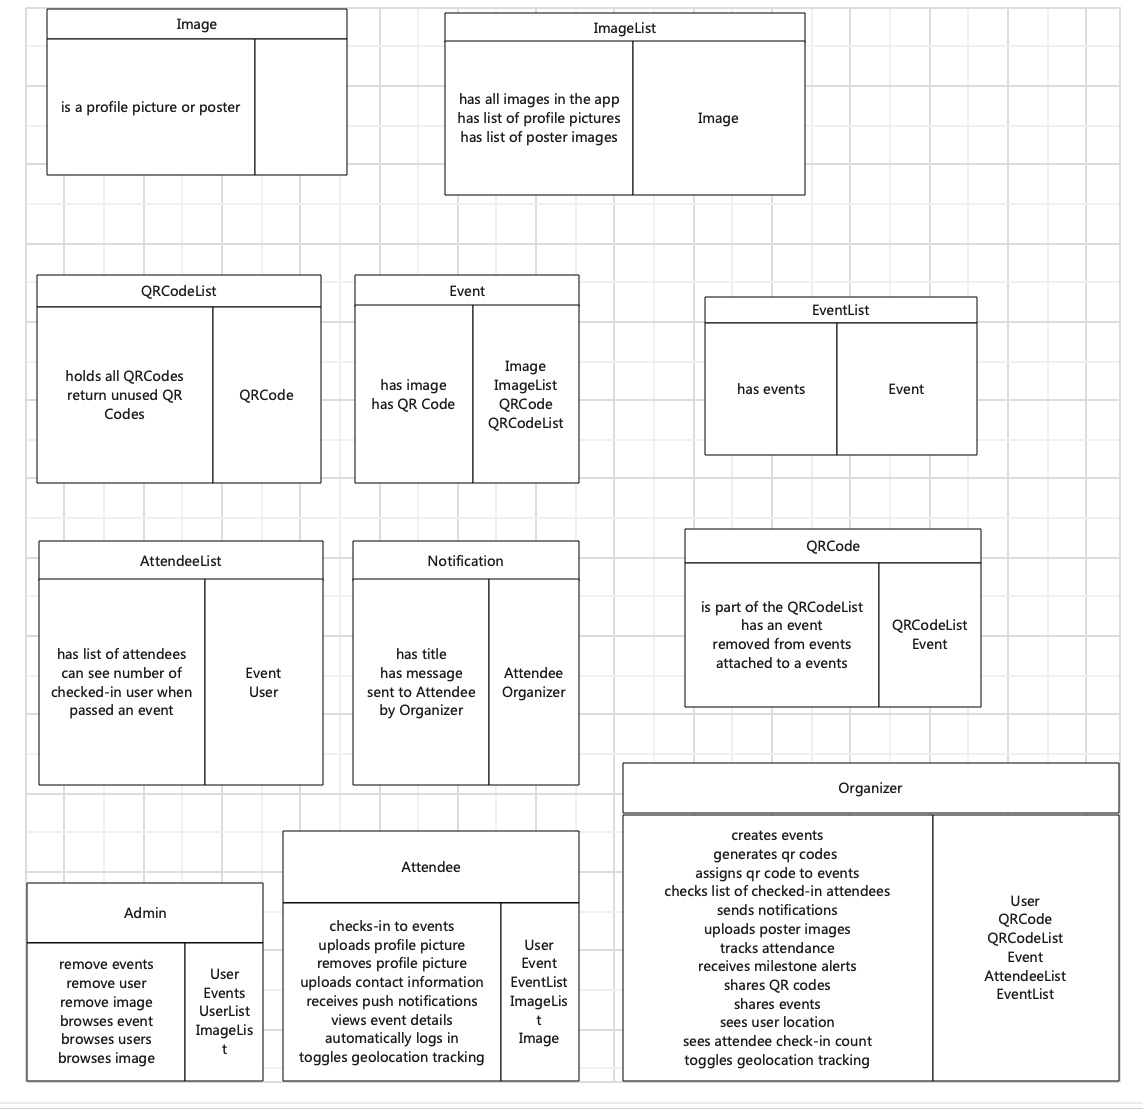 Image
is a profile picture or poster
ImageList
has all images in the app
has list of profile pictures
has list of poster images
Image
QRCodeList
holds all QRCodes
return unused QR
Codes
QRCode
Event
has image
has QR Code
Image
ImageList
QRCode
QRCodeList
EventList
has events
Event
AttendeeList
has list of attendees
can see number of
checked-in user when
passed an event
Event
User
Notification
has title
has message
sent to Attendee
by Organizer
Attendee
Organizer
QRCode
is part of the QRCodeList
has an event
removed from events
attached to a events
QRCodeList
Event
Admin
remove events
remove user
remove image
browses event
browses users
browses image
User
Events
UserList
ImageLis
t
Attendee
checks-in to events
uploads profile picture
removes profile picture
uploads contact information
receives push notifications
views event details
automatically logs in
toggles geolocation tracking
User
Event
EventList
ImageLis
t
Image
Organizer
creates events
generates qr codes
assigns qr code to events
checks list of checked-in attendees
sends notifications
uploads poster images
tracks attendance
receives milestone alerts
shares QR codes
shares events
sees user location
sees attendee check-in count
toggles geolocation tracking
User
QRCode
QRCodeList
Event
AttendeeList
EventList